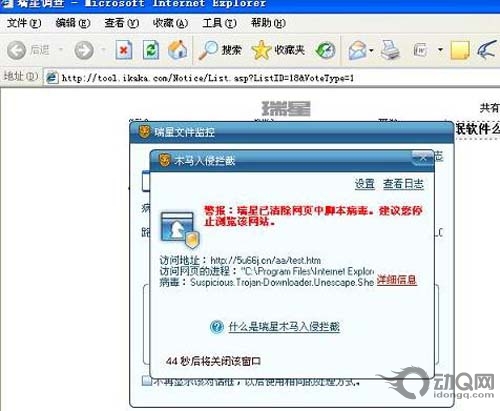 瑞星调查 - Microsoft Internet Explorer
文件(F) 编辑(E) 查看(V) 收藏(A) 工具(T) 帮助(H)
后退 搜索 收藏夹
地址(D) http://tool.ikaka.com/Notice/List.asp?ListID=18&VoteType=1
瑞星
共有
瑞星文件监控
木马入侵拦截
设置 查看日志
警报：瑞星已清除网页中脚本病毒。建议您停
止浏览该网站。
访问地址：http://5u66j.cn/aa/test.htm
访问网页的进程："C:\Program Files\Internet Explore
病毒：Suspicious.Trojan-Downloader.Unescape.She 详细信息
什么是瑞星木马入侵拦截
44 秒后将关闭该窗口
不再显示该对话框，以后使用相同的处理方式。
动Q网
idongq.com